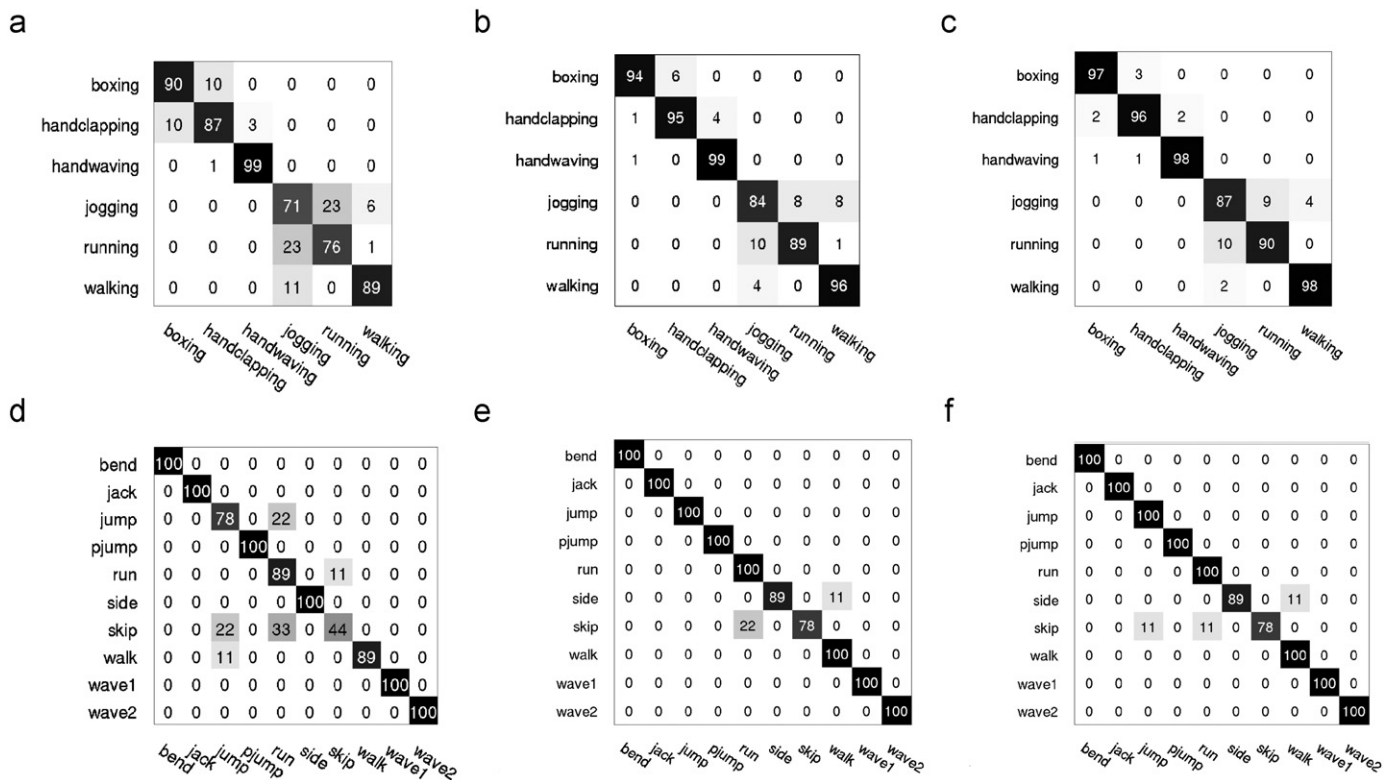 a
boxing 90 10 0 0 0 0
handclapping 10 87 3 0 0 0
handwaving 0 1 99 0 0 0
jogging 0 0 0 71 23 6
running 0 0 0 23 76 1
walking 0 0 0 11 0 89
boxing handclapping handwaving jogging running walking
b
boxing 94 6 0 0 0 0
handclapping 1 95 4 0 0 0
handwaving 1 0 99 0 0 0
jogging 0 0 0 84 8 8
running 0 0 0 10 89 1
walking 0 0 0 4 0 96
boxing handclapping handwaving jogging running walking
c
boxing 97 3 0 0 0 0
handclapping 2 96 2 0 0 0
handwaving 1 1 98 0 0 0
jogging 0 0 0 87 9 4
running 0 0 0 10 90 0
walking 0 0 0 2 0 98
boxing handclapping handwaving jogging running walking
d
bend 100 0 0 0 0 0 0 0 0 0
jack 0 100 0 0 0 0 0 0 0 0
jump 0 0 78 0 22 0 0 0 0 0
pjump 0 0 0 100 0 0 0 0 0 0
run 0 0 0 0 89 0 11 0 0 0
side 0 0 0 0 0 100 0 0 0 0
skip 0 0 22 0 33 0 44 0 0 0
walk 0 0 11 0 0 0 0 89 0 0
wave1 0 0 0 0 0 0 0 0 100 0
wave2 0 0 0 0 0 0 0 0 0 100
bend jack jump pjump run side skip walk wave1 wave2
e
bend 100 0 0 0 0 0 0 0 0 0
jack 0 100 0 0 0 0 0 0 0 0
jump 0 0 100 0 0 0 0 0 0 0
pjump 0 0 0 100 0 0 0 0 0 0
run 0 0 0 0 100 0 0 0 0 0
side 0 0 0 0 0 89 0 11 0 0
skip 0 0 0 0 22 0 78 0 0 0
walk 0 0 0 0 0 0 0 100 0 0
wave1 0 0 0 0 0 0 0 0 100 0
wave2 0 0 0 0 0 0 0 0 0 100
bend jack jump pjump run side skip walk wave1 wave2
f
bend 100 0 0 0 0 0 0 0 0 0
jack 0 100 0 0 0 0 0 0 0 0
jump 0 0 100 0 0 0 0 0 0 0
pjump 0 0 0 100 0 0 0 0 0 0
run 0 0 0 0 100 0 0 0 0 0
side 0 0 0 0 0 89 0 11 0 0
skip 0 0 11 0 11 0 78 0 0 0
walk 0 0 0 0 0 0 0 100 0 0
wave1 0 0 0 0 0 0 0 0 100 0
wave2 0 0 0 0 0 0 0 0 0 100
bend jack jump pjump run side skip walk wave1 wave2